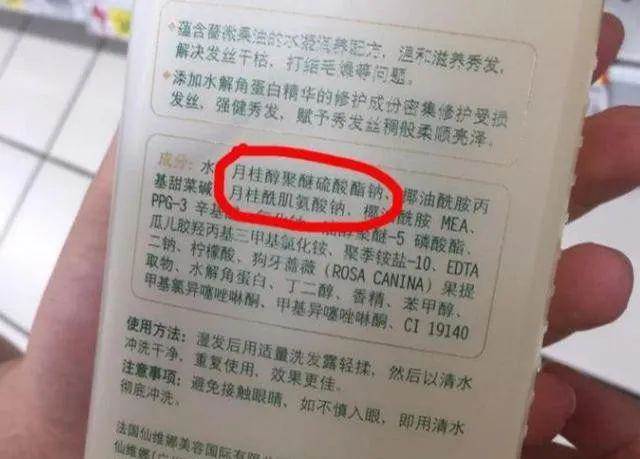 ·蕴含蔷薇果油的水凝润养配方，温和滋养秀发，
解决发丝干枯，打结毛燥等问题。
·添加水解角蛋白精华的修护成份密集修护受损
发丝，强健秀发，赋予秀发丝稠般柔顺亮泽。
成分：水、月桂醇聚醚硫酸酯钠、椰油酰胺丙
基甜菜碱、月桂酰肌氨酸钠、椰油酰胺 MEA、
PPG-3 辛基 醇聚醚-5 磷酸酯、
瓜儿胶羟丙基三甲基氯化铵、聚季铵盐-10、EDTA
二钠、柠檬酸、狗牙蔷薇（ROSA CANINA）果提
取物、水解角蛋白、丁二醇、香精、苯甲醇、
甲基氯异噻唑啉酮、甲基异噻唑啉酮、CI 19140
使用方法：湿发后用适量洗发露轻揉，然后以清水
冲洗干净，重复使用，效果更佳。
注意事项：避免接触眼睛，如不慎入眼，即用清水
彻底冲洗。
法国仙维娜美容国际有
仙维娜